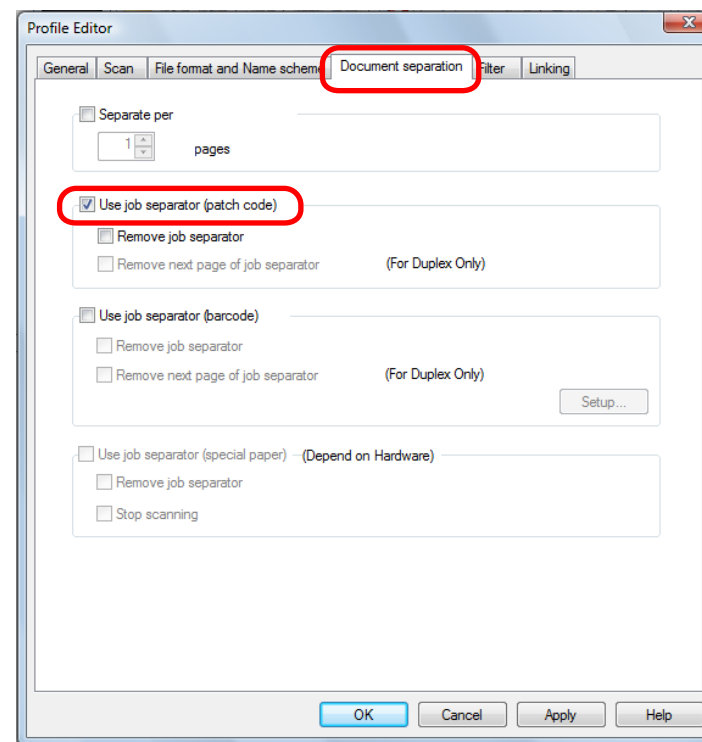 Profile Editor
General Scan File format and Name scheme Document separation Filter Linking
Separate per
1 pages
Use job separator (patch code)
Remove job separator
Remove next page of job separator (For Duplex Only)
Use job separator (barcode)
Remove job separator
Remove next page of job separator (For Duplex Only)
Setup...
Use job separator (special paper) (Depend on Hardware)
Remove job separator
Stop scanning
OK Cancel Apply Help